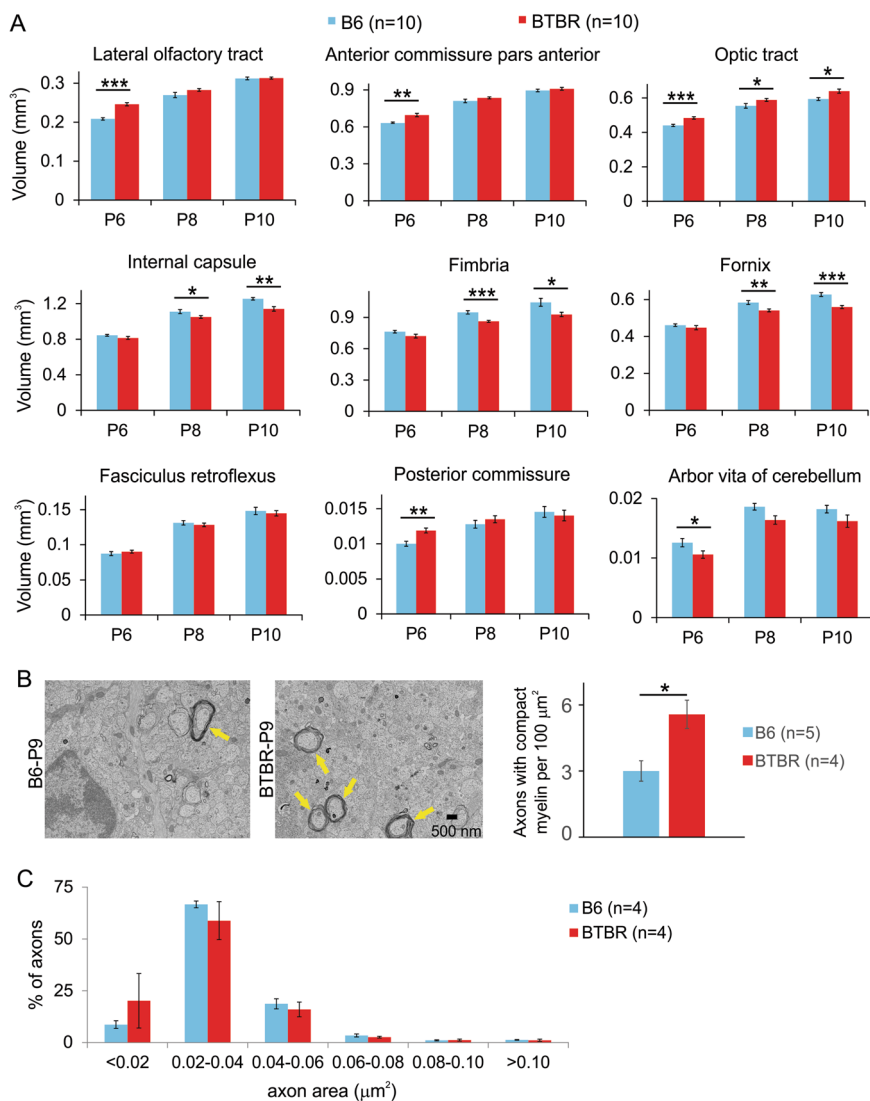 A
B6 (n=10) BTBR (n=10)
Lateral olfactory tract
Volume (mm³)
0.3
0.2
0.1
0
***
P6 P8 P10
Anterior commissure pars anterior
0.9
0.6
0.3
0
**
P6 P8 P10
Optic tract
0.6
0.4
0.2
0
*** * *
P6 P8 P10
Internal capsule
Volume (mm³)
1.2
0.8
0.4
0
* **
P6 P8 P10
Fimbria
0.9
0.6
0.3
0
*** *
P6 P8 P10
Fornix
0.6
0.4
0.2
0
** ***
P6 P8 P10
Fasciculus retroflexus
Volume (mm³)
0.15
0.1
0.05
0
P6 P8 P10
Posterior commissure
0.015
0.01
0.005
0
**
P6 P8 P10
Arbor vita of cerebellum
0.02
0.01
0
*
P6 P8 P10
B
B6-P9
BTBR-P9
500 nm
Axons with compact
myelin per 100 μm²
6
3
0
*
B6 (n=5)
BTBR (n=4)
C
% of axons
75
50
25
0
B6 (n=4)
BTBR (n=4)
<0.02 0.02-0.04 0.04-0.06 0.06-0.08 0.08-0.10 >0.10
axon area (μm²)